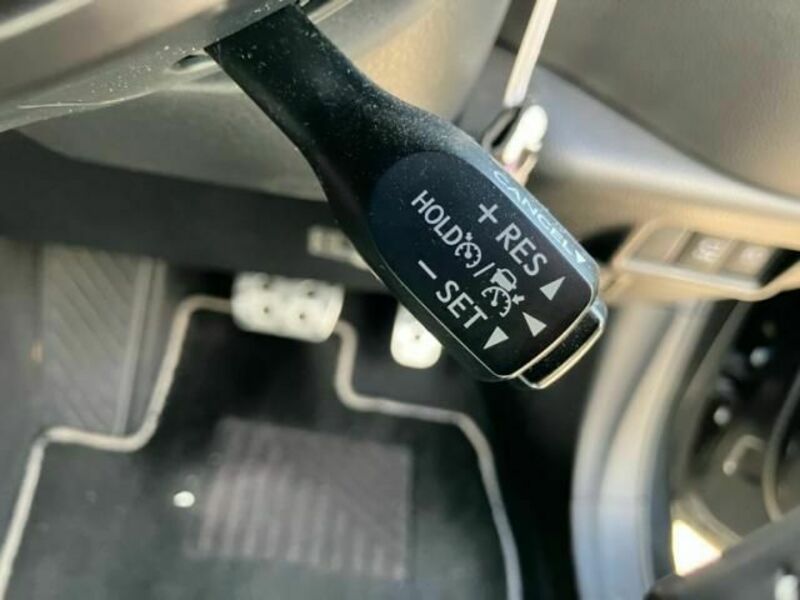 CANCEL▼
+ RES ▲
HOLD / ▲
− SET ▼